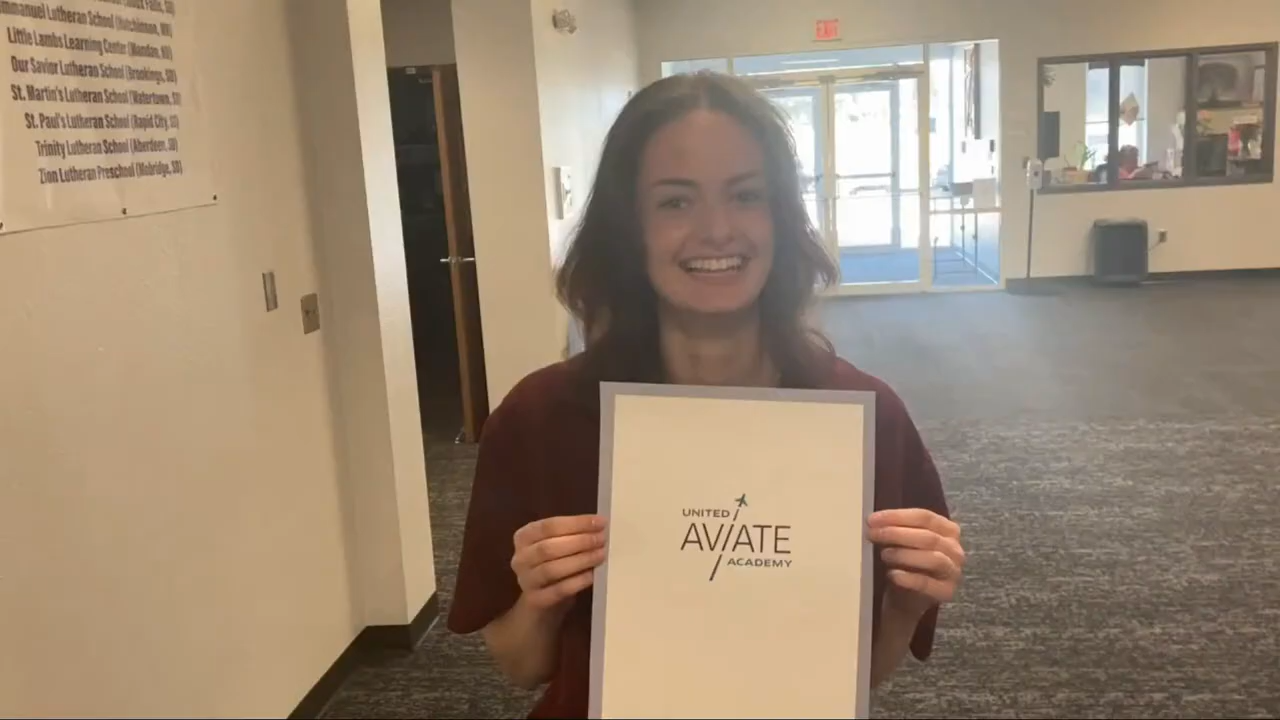 Immanuel Lutheran School (Hutchinson, MN)
Little Lambs Learning Center (Mandan, ND)
Our Savior Lutheran School (Brookings, SD)
St. Martin's Lutheran School (Watertown, SD)
St. Paul's Lutheran School (Rapid City, SD)
Trinity Lutheran School (Aberdeen, SD)
Zion Lutheran Preschool (Mobridge, SD)
EXIT
UNITED
AVIATE
ACADEMY